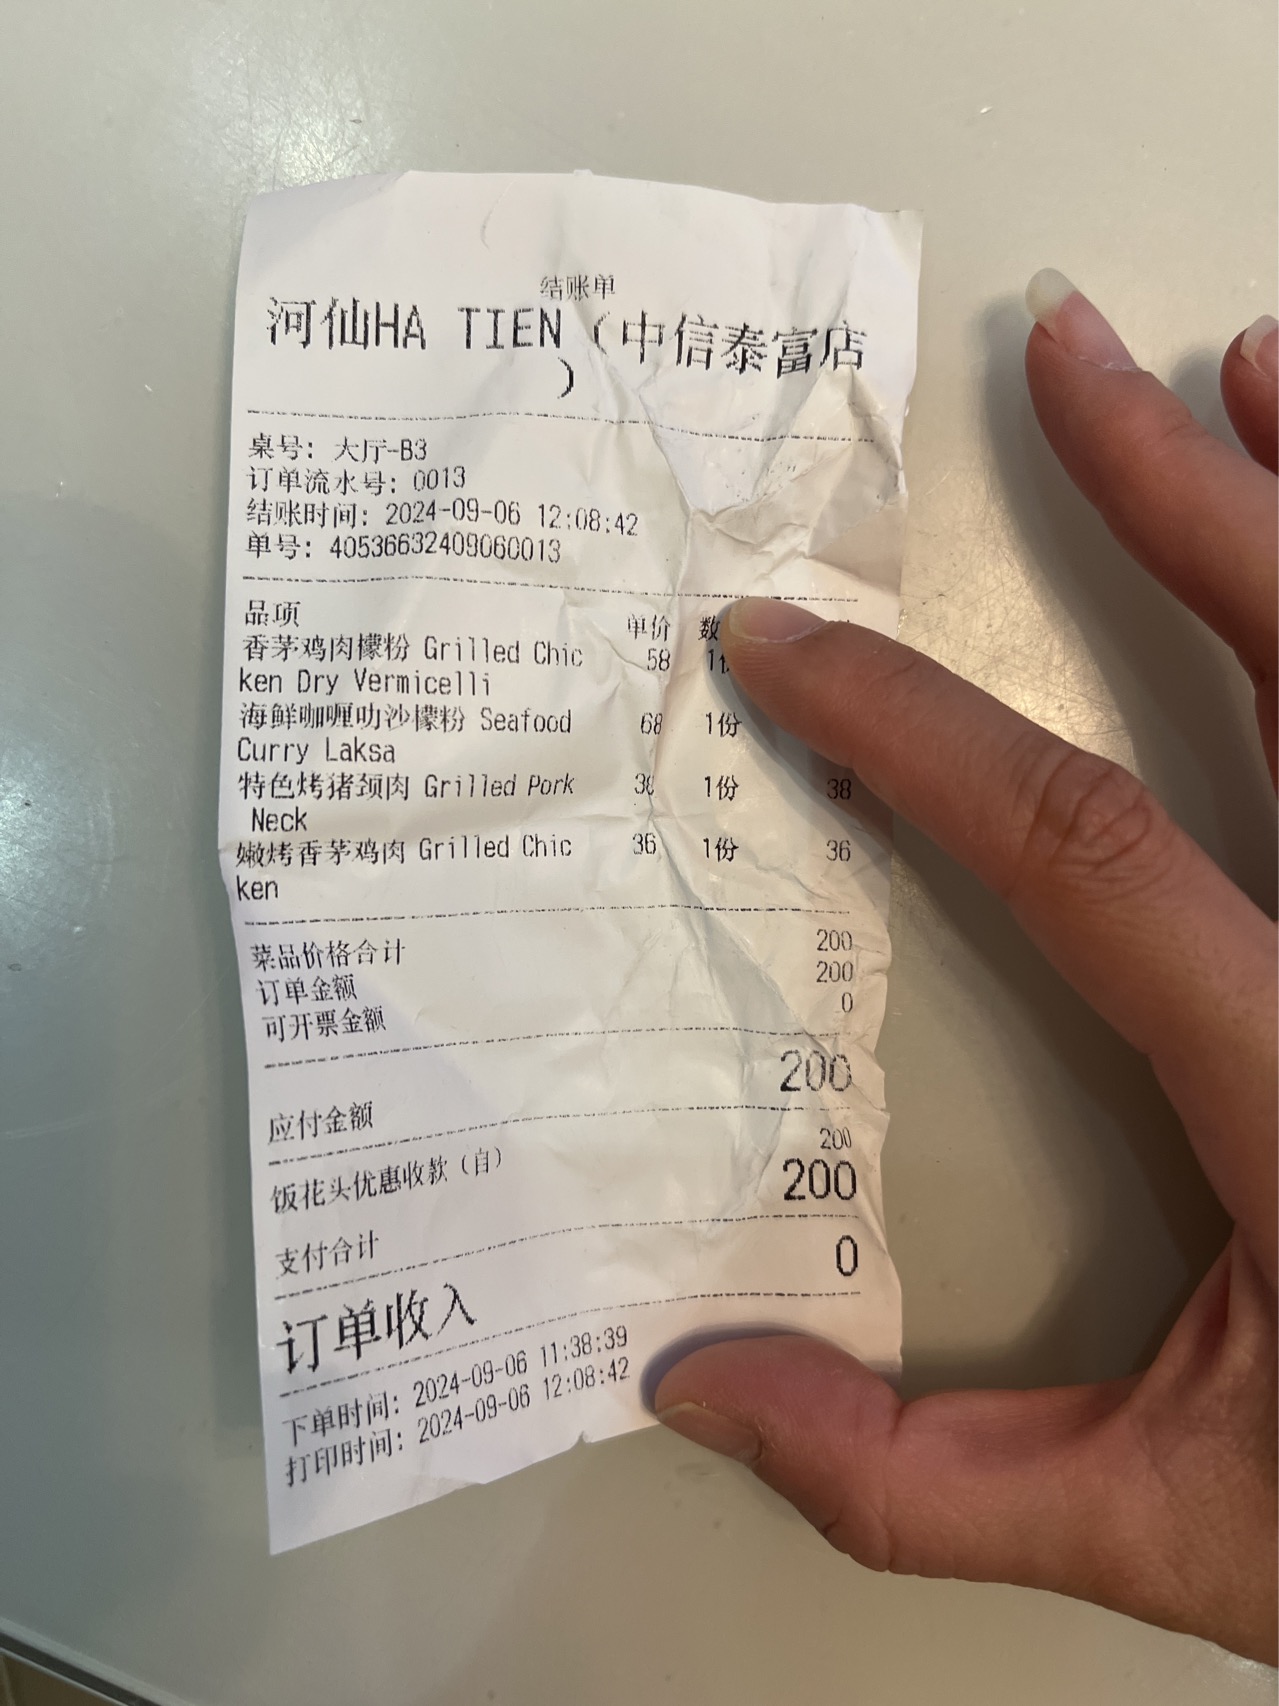 结账单
河仙HA TIEN（中信泰富店
）
桌号：大厅-B3
订单流水号：0013
结账时间：2024-09-06 12:08:42
单号：40536632409060013
品项 单价 数
香茅鸡肉檬粉 Grilled Chic 58 1份
ken Dry Vermicelli
海鲜咖喱叻沙檬粉 Seafood 68 1份
Curry Laksa
特色烤猪颈肉 Grilled Pork 38 1份 38
Neck
嫩烤香茅鸡肉 Grilled Chic 36 1份 36
ken
菜品价格合计 200
订单金额 200
可开票金额 0
应付金额 200
饭花头优惠收款（自） 200
支付合计 200
订单收入 0
下单时间：2024-09-06 11:38:39
打印时间：2024-09-06 12:08:42